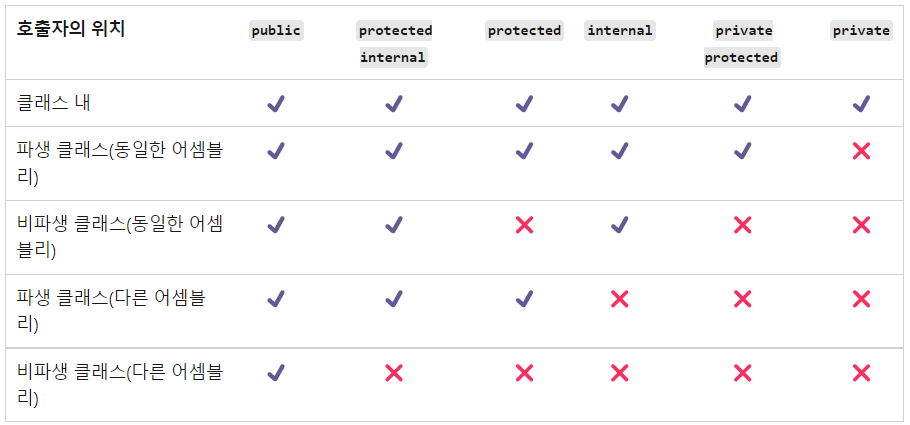 호출자의 위치 public protected internal protected internal private protected private
클래스 내 ✔ ✔ ✔ ✔ ✔ ✔
파생 클래스(동일한 어셈블
리) ✔ ✔ ✔ ✔ ✔ ❌
비파생 클래스(동일한 어셈
블리) ✔ ✔ ❌ ✔ ❌ ❌
파생 클래스(다른 어셈블
리) ✔ ✔ ✔ ❌ ❌ ❌
비파생 클래스(다른 어셈블
리) ✔ ❌ ❌ ❌ ❌ ❌